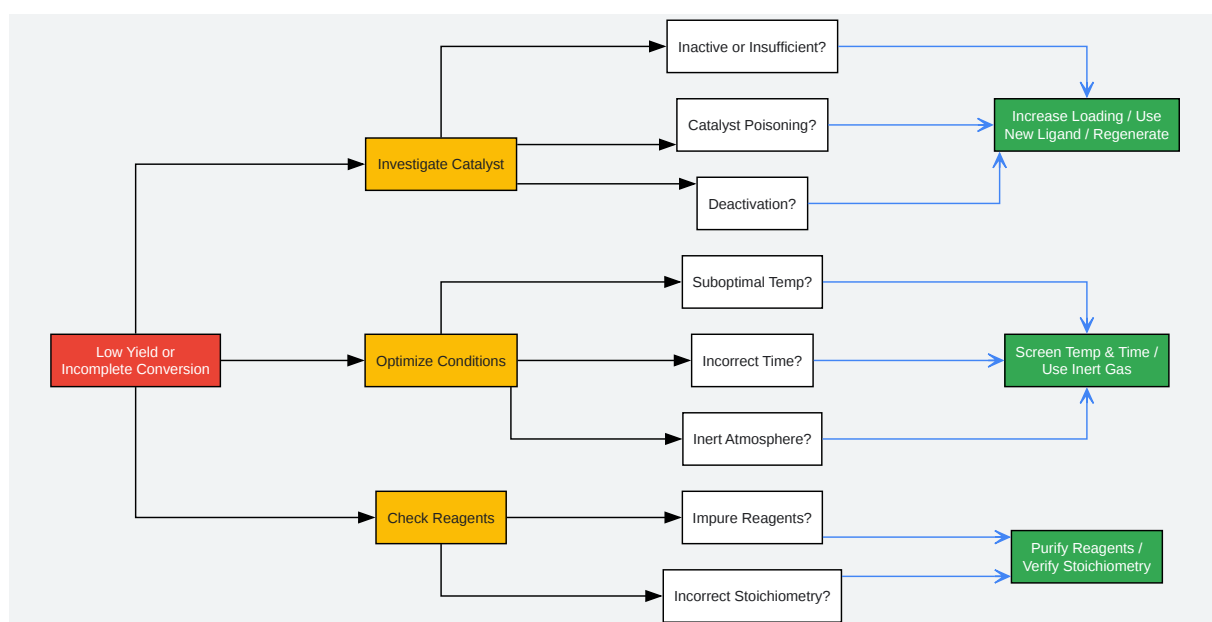 Inactive or Insufficient?
Catalyst Poisoning?
Increase Loading / Use
New Ligand / Regenerate
Investigate Catalyst
Deactivation?
Suboptimal Temp?
Low Yield or
Incomplete Conversion
Optimize Conditions
Incorrect Time?
Screen Temp & Time /
Use Inert Gas
Inert Atmosphere?
Check Reagents
Impure Reagents?
Purify Reagents /
Verify Stoichiometry
Incorrect Stoichiometry?